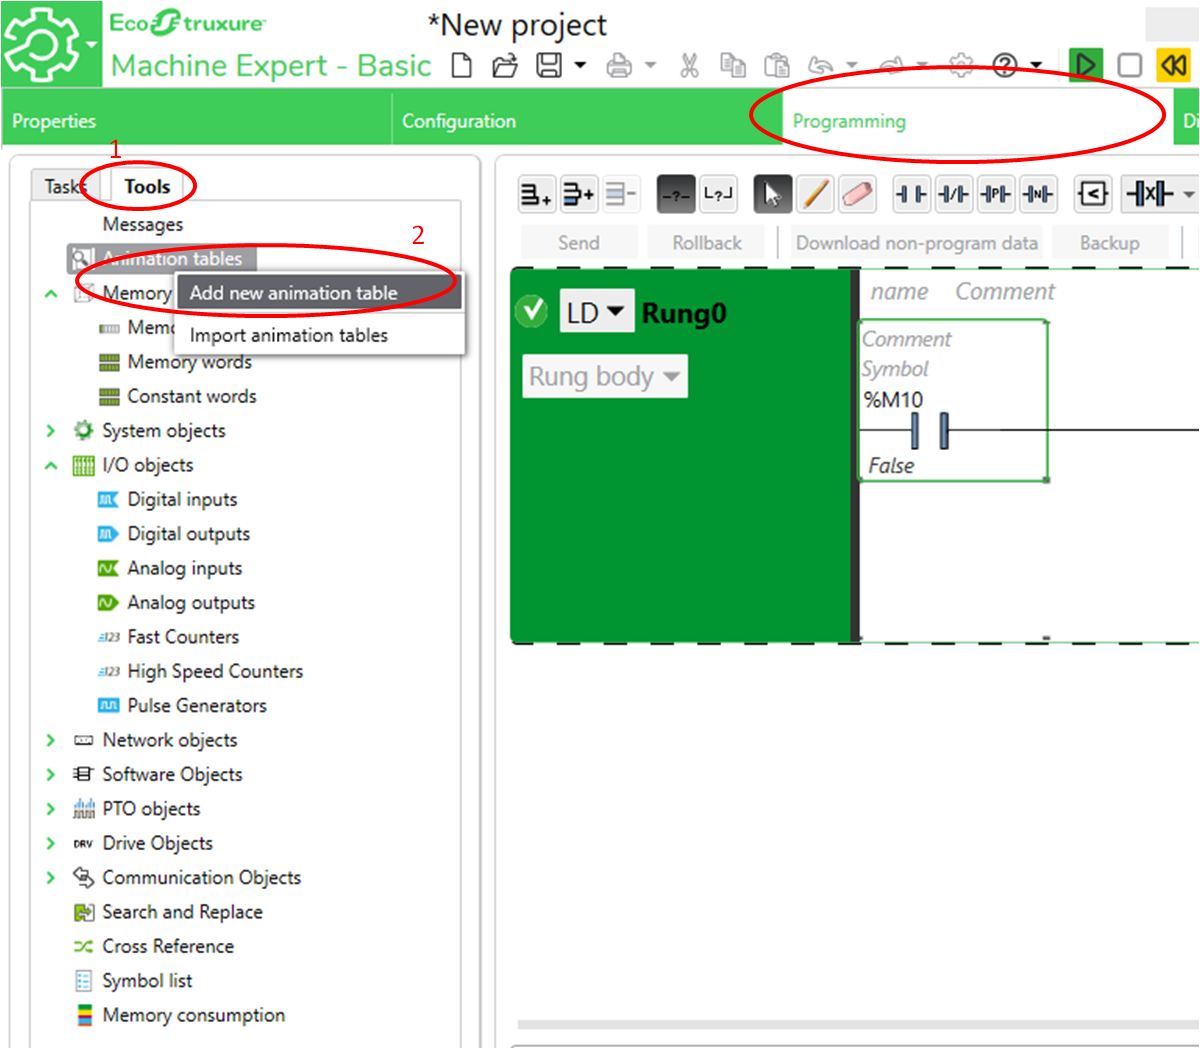 EcoStruxure
*New project
Machine Expert - Basic
Properties
Configuration
Programming
Di
1
Tasks
Tools
Messages
2
Animation tables
Memory
Add new animation table
Memo
Import animation tables
Memory words
Constant words
System objects
I/O objects
Digital inputs
Digital outputs
Analog inputs
Analog outputs
123 Fast Counters
123 High Speed Counters
Pulse Generators
Network objects
Software Objects
PTO objects
DRV Drive Objects
Communication Objects
Search and Replace
Cross Reference
Symbol list
Memory consumption
-?-
L?┘
P
N
<
X
Send
Rollback
Download non-program data
Backup
name Comment
LD
Rung0
Rung body
Comment
Symbol
%M10
False